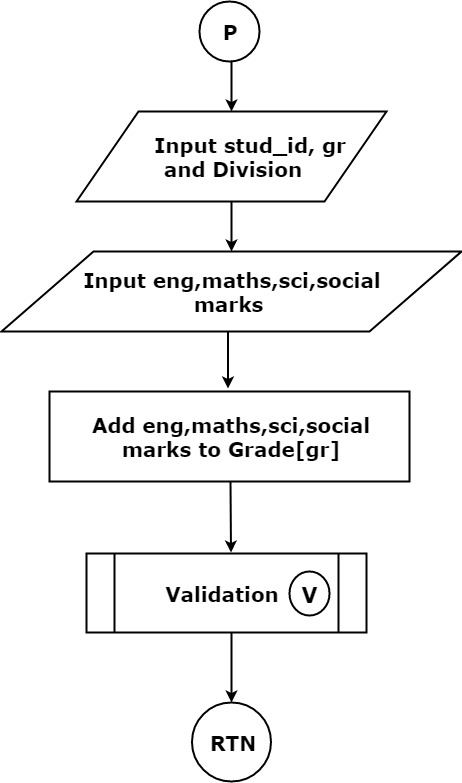 P
Input stud_id, gr
and Division
Input eng,maths,sci,social
marks
Add eng,maths,sci,social
marks to Grade[gr]
Validation V
RTN